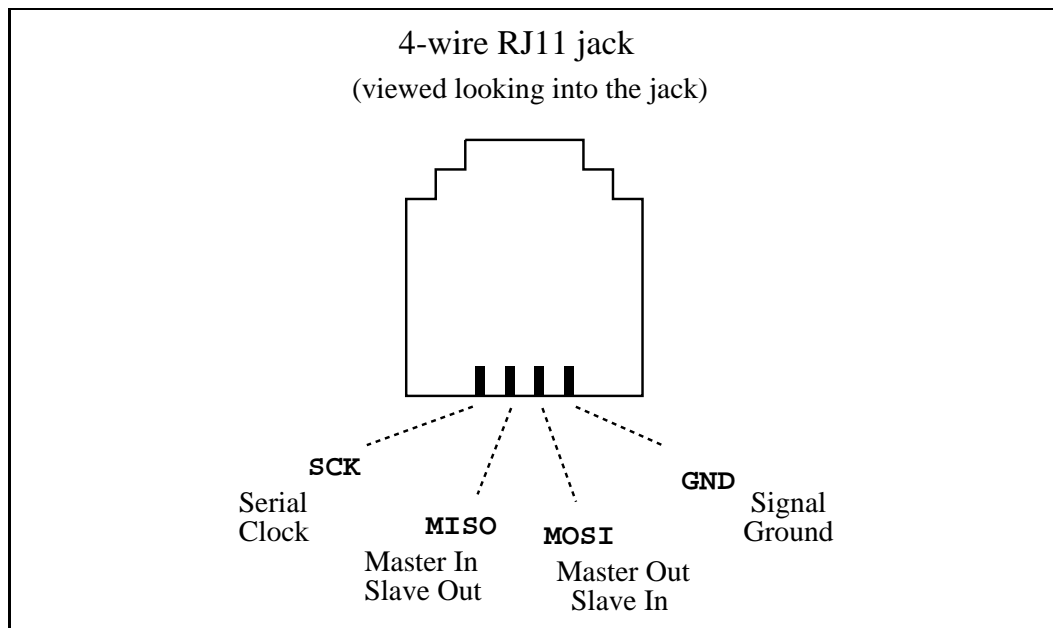 4-wire RJ11 jack
(viewed looking into the jack)
SCK
Serial
Clock
MISO
Master In
Slave Out
MOSI
Master Out
Slave In
GND
Signal
Ground